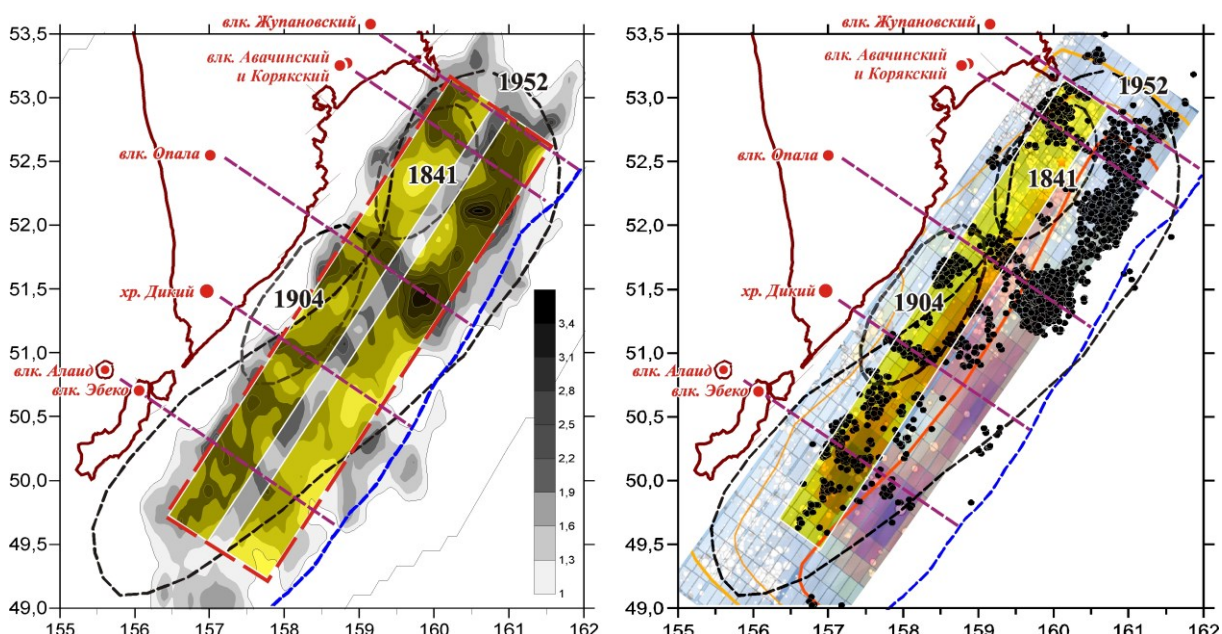 влк. Жупановский
53,5
влк. Авачинский
и Корякский
53,0
1952
влк. Опала
52,5
1841
52,0
хр. Дикий
51,5
1904
51,0
влк. Алаид
влк. Эбеко
50,5
50,0
49,5
49,0
155 156 157 158 159 160 161 162
3,4
3,1
2,8
2,5
2,2
1,9
1,6
1,3
1
влк. Жупановский
53,5
влк. Авачинский
и Корякский
53,0
1952
влк. Опала
52,5
1841
52,0
хр. Дикий
51,5
1904
51,0
влк. Алаид
влк. Эбеко
50,5
50,0
49,5
49,0
155 156 157 158 159 160 161 162